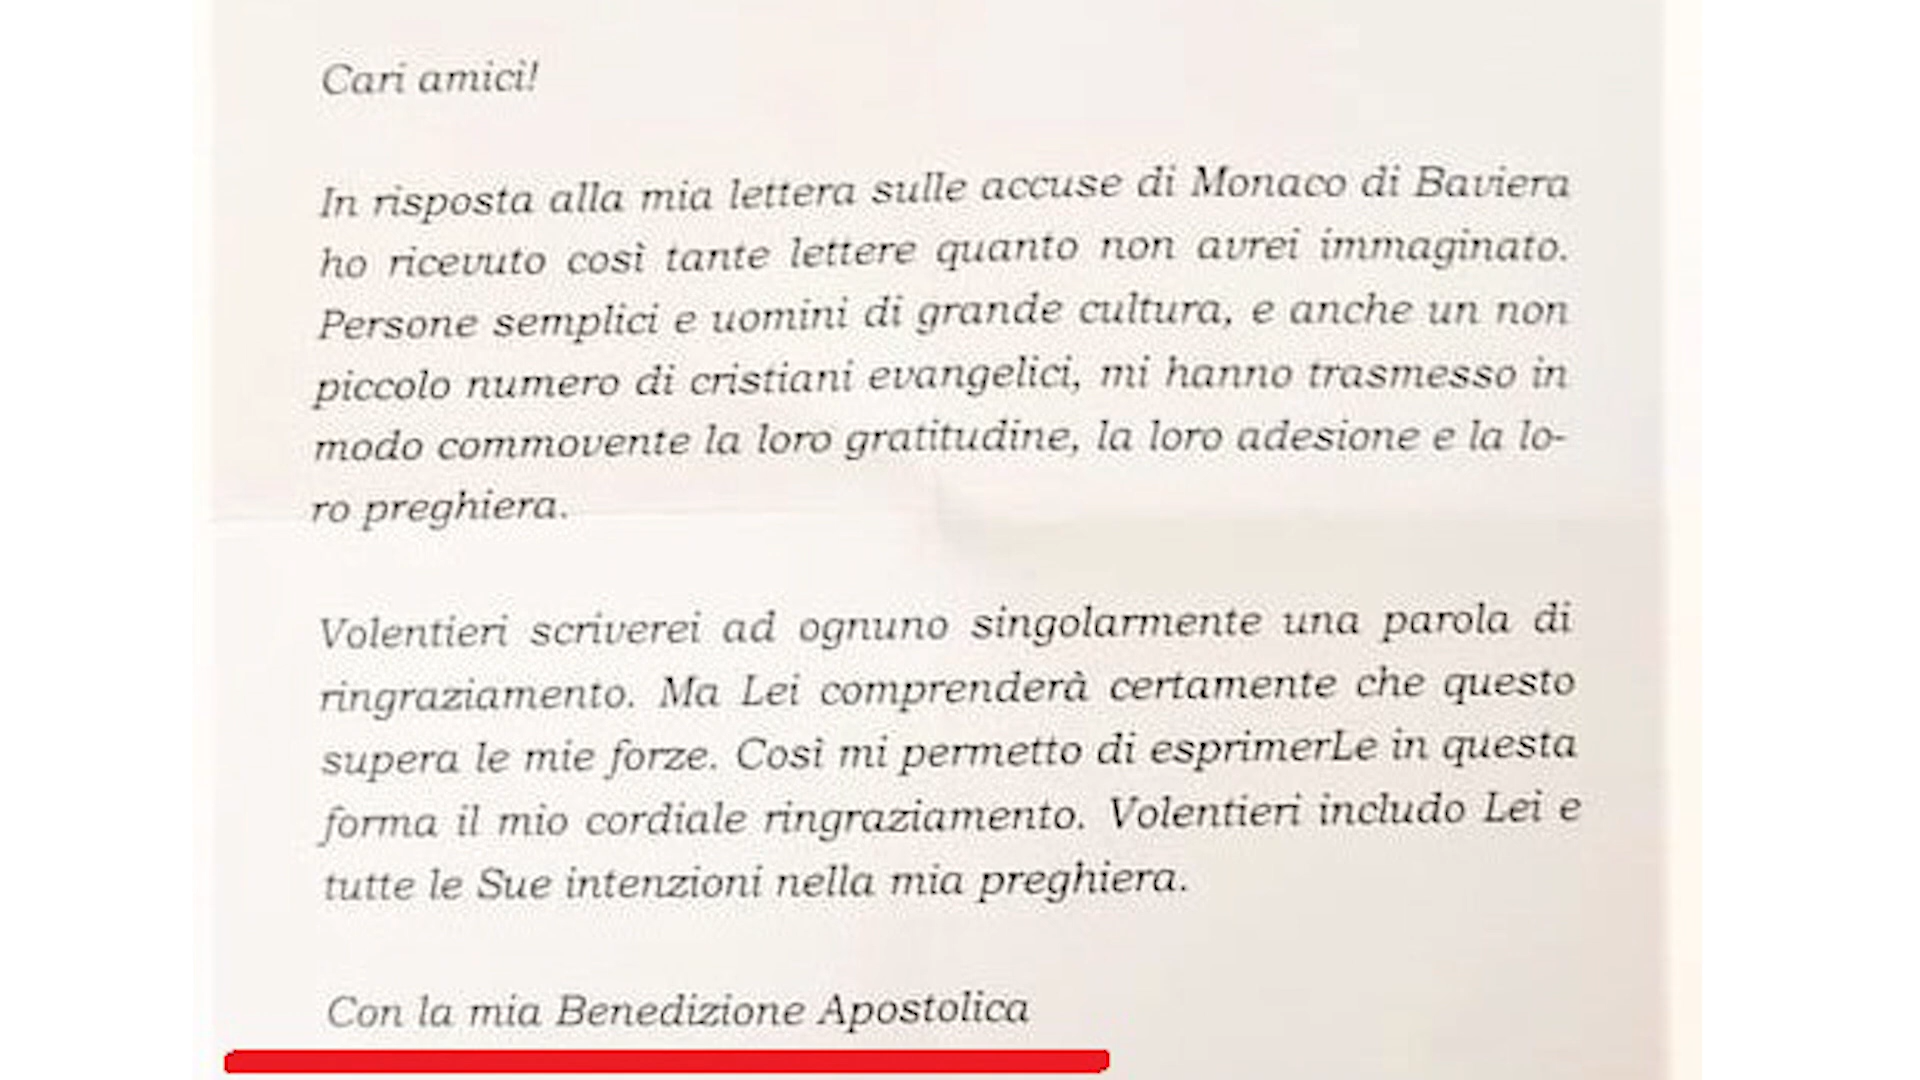 Cari amici!
In risposta alla mia lettera sulle accuse di Monaco di Baviera
ho ricevuto così tante lettere quanto non avrei immaginato.
Persone semplici e uomini di grande cultura, e anche un non
piccolo numero di cristiani evangelici, mi hanno trasmesso in
modo commovente la loro gratitudine, la loro adesione e la lo-
ro preghiera.
Volentieri scriverei ad ognuno singolarmente una parola di
ringraziamento. Ma Lei comprenderà certamente che questo
supera le mie forze. Così mi permetto di esprimerLe in questa
forma il mio cordiale ringraziamento. Volentieri includo Lei e
tutte le Sue intenzioni nella mia preghiera.
Con la mia Benedizione Apostolica